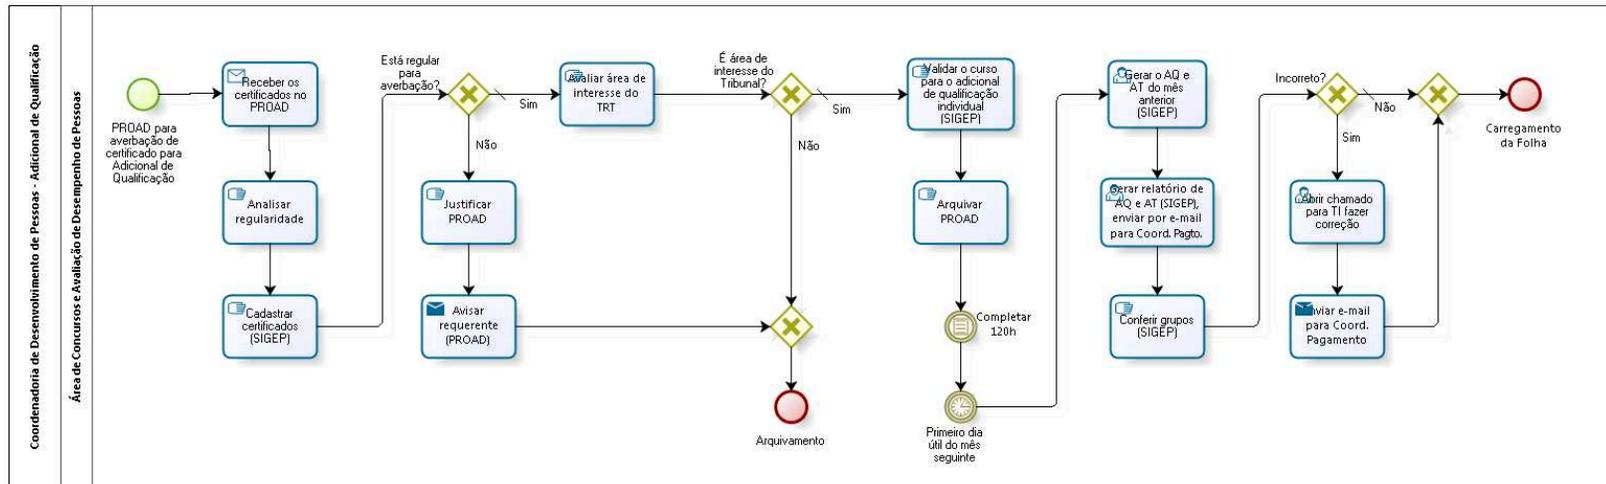 Coordenadoria de Desenvolvimento de Pessoas - Adicional de Qualificação
Área de Concursos e Avaliação de Desempenho de Pessoas
PROAD para
averbação de
certificado para
Adicional de
Qualificação
Receber os
certificados no
PROAD
Analisar
regularidade
Cadastrar
certificados
(SIGEP)
Está regular
para
averbação?
Sim
Não
Justificar
PROAD
Avisar
requerente
(PROAD)
Avaliar área de
interesse do
TRT
É área de
interesse do
Tribunal?
Sim
Não
Arquivamento
Validar o curso
para o adicional
de qualificação
individual
(SIGEP)
Arquivar
PROAD
Completar
120h
Primeiro dia
útil do mês
seguinte
Gerar o AQ e
AT do mês
anterior
(SIGEP)
Gerar relatório de
AQ e AT (SIGEP),
enviar por e-mail
para Coord. Pagto.
Conferir grupos
(SIGEP)
Incorreto?
Não
Sim
Abrir chamado
para TI fazer
correção
Enviar e-mail
para Coord.
Pagamento
Carregamento
da Folha